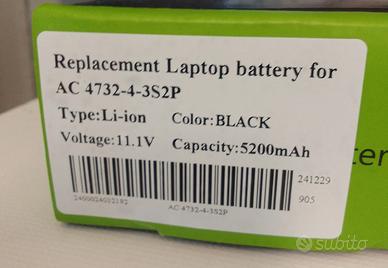 Replacement Laptop battery for
AC 4732-4-3S2P
Type:Li-ion Color:BLACK
Voltage:11.1V Capacity:5200mAh
241229
905
2400024012192
AC 4732-4-3S2P
subito